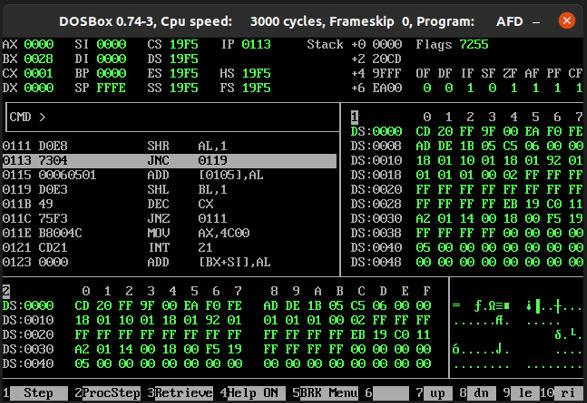 DOSBox 0.74-3, Cpu speed: 3000 cycles, Frameskip 0, Program: AFD
AX 0000 SI 0000 CS 19F5 IP 0113 Stack +0 0000 Flags 7255
BX 0028 DI 0000 DS 19F5 +2 20CD
CX 0001 BP 0000 ES 19F5 HS 19F5 +4 9FFF OF DF IF SF ZF AF PF CF
DX 0000 SP FFFE SS 19F5 FS 19F5 +6 EA00 0 0 1 0 1 1 1 1
CMD >
1 0 1 2 3 4 5 6 7
DS:0000 CD 20 FF 9F 00 EA F0 FE
DS:0008 AD DE 1B 05 C5 06 00 00
DS:0010 18 01 10 01 18 01 92 01
DS:0018 01 01 01 00 02 FF FF FF
DS:0020 FF FF FF FF FF FF FF FF
DS:0028 FF FF FF FF EB 19 C0 11
DS:0030 A2 01 14 00 18 00 F5 19
DS:0038 FF FF FF FF 00 00 00 00
DS:0040 05 00 00 00 00 00 00 00
DS:0048 00 00 00 00 00 00 00 00
0111 D0E8 SHR AL,1
0113 7304 JNC 0119
0115 00060501 ADD [0105],AL
0119 D0E3 SHL BL,1
011B 49 DEC CX
011C 75F3 JNZ 0111
011E B8004C MOV AX,4C00
0121 CD21 INT 21
0123 0000 ADD [BX+SI],AL
2 0 1 2 3 4 5 6 7 8 9 A B C D E F
DS:0000 CD 20 FF 9F 00 EA F0 FE AD DE 1B 05 C5 06 00 00
DS:0010 18 01 10 01 18 01 92 01 01 01 01 00 02 FF FF FF
DS:0020 FF FF FF FF FF FF FF FF FF FF FF FF EB 19 C0 11
DS:0030 A2 01 14 00 18 00 F5 19 FF FF FF FF 00 00 00 00
DS:0040 05 00 00 00 00 00 00 00 00 00 00 00 00 00 00 00
1 Step 2 ProcStep 3 Retrieve 4 Help ON 5 BRK Menu 6 7 up 8 dn 9 le 10 ri